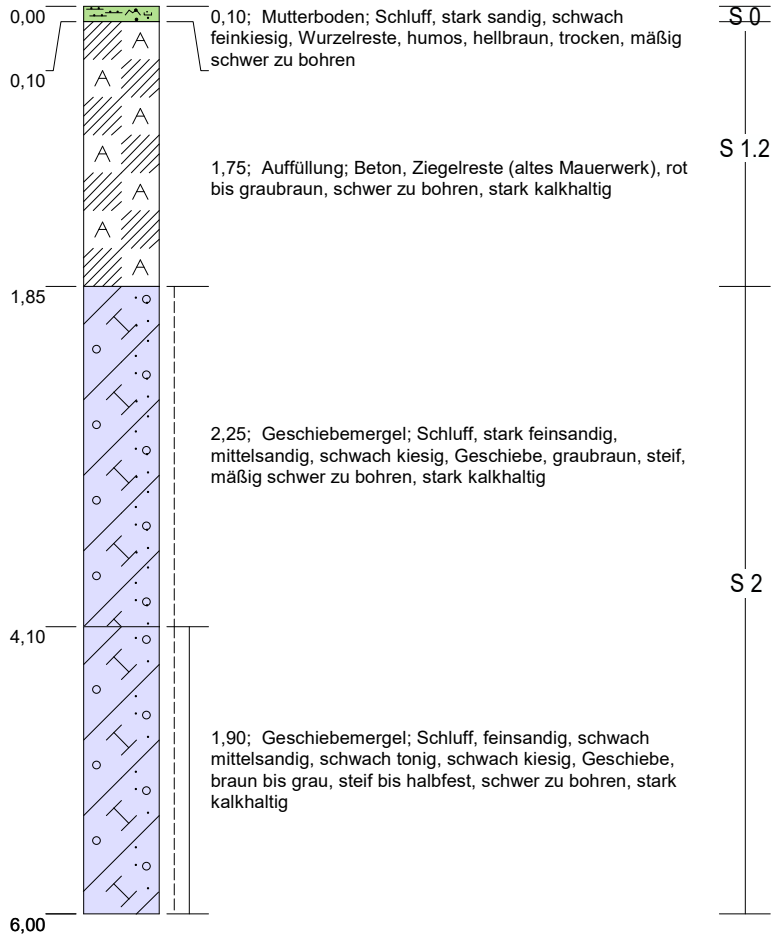 0,00
0,10; Mutterboden; Schluff, stark sandig, schwach
feinkiesig, Wurzelreste, humos, hellbraun, trocken, mäßig
schwer zu bohren
S 0
0,10
1,75; Auffüllung; Beton, Ziegelreste (altes Mauerwerk), rot
bis graubraun, schwer zu bohren, stark kalkhaltig
S 1.2
1,85
2,25; Geschiebemergel; Schluff, stark feinsandig,
mittelsandig, schwach kiesig, Geschiebe, graubraun, steif,
mäßig schwer zu bohren, stark kalkhaltig
S 2
4,10
1,90; Geschiebemergel; Schluff, feinsandig, schwach
mittelsandig, schwach tonig, schwach kiesig, Geschiebe,
braun bis grau, steif bis halbfest, schwer zu bohren, stark
kalkhaltig
6,00